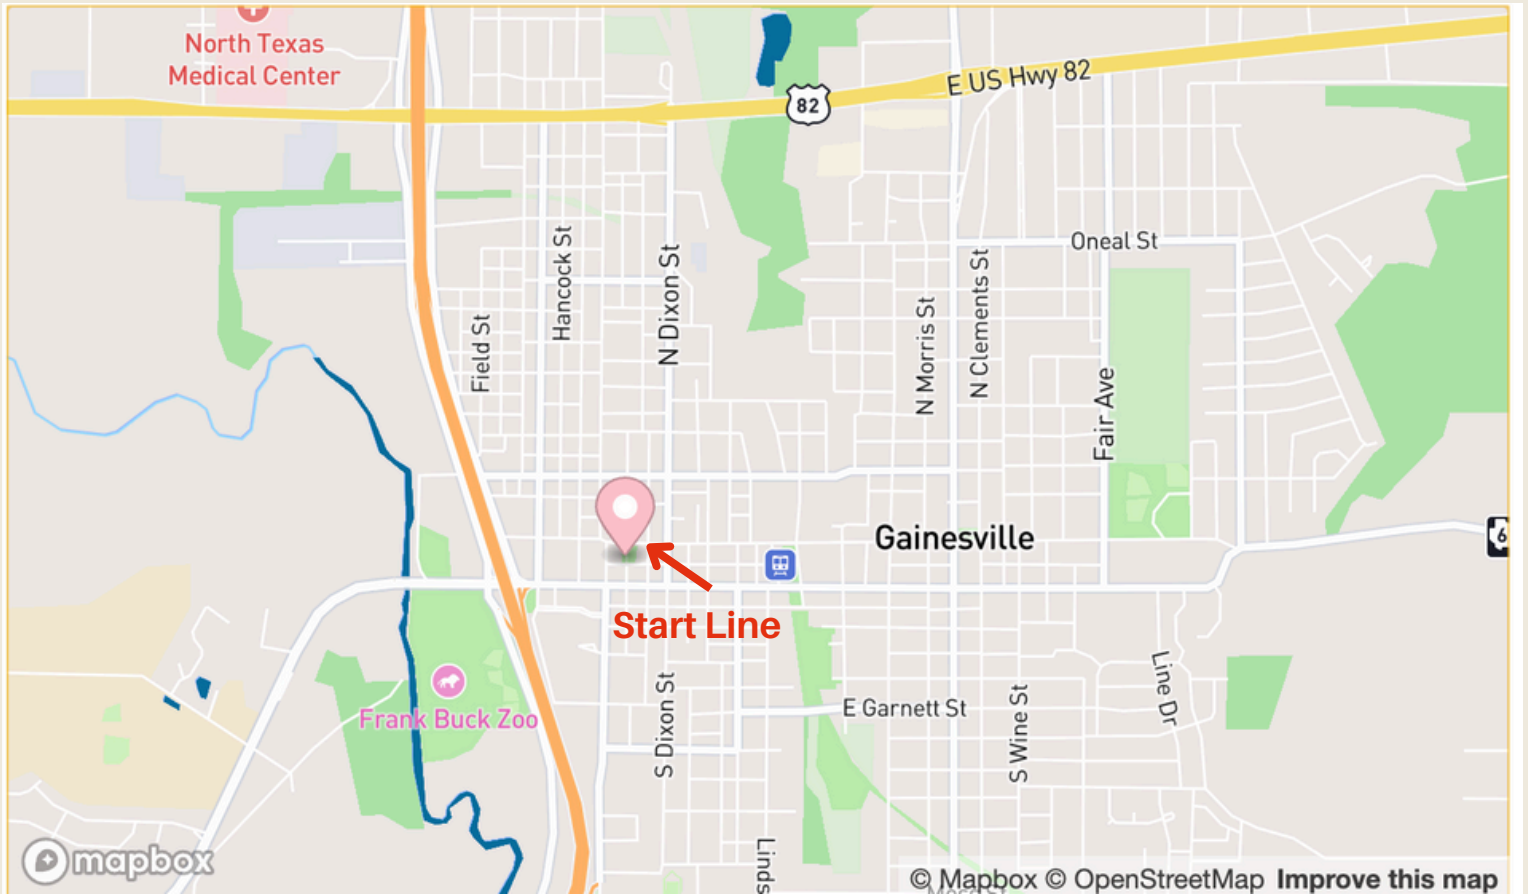 North Texas
Medical Center
E US Hwy 82
82
Oneal St
Hancock St
N Dixon St
N Clements St
N Morris St
Field St
Fair Ave
Gainesville
6
Start Line
Line Dr
Frank Buck Zoo
S Dixon St
E Garnett St
S Wine St
Linds
mapbox
© Mapbox © OpenStreetMap Improve this map